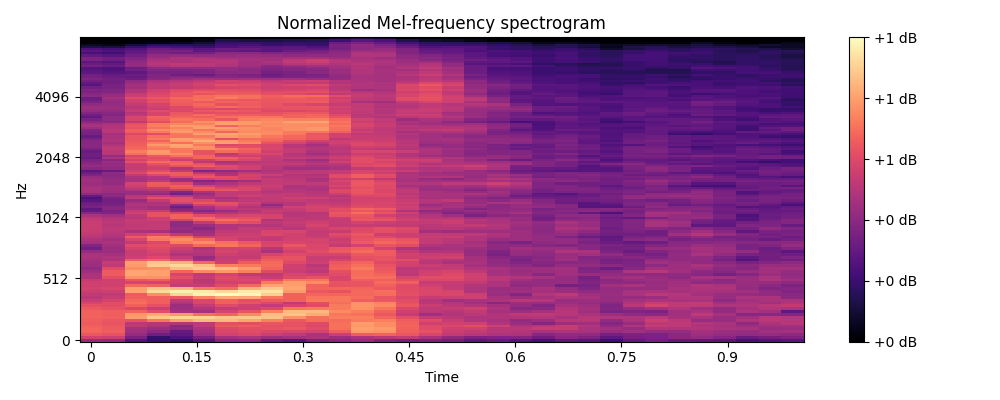 Normalized Mel-frequency spectrogram
Hz
4096
2048
1024
512
0
0 0.15 0.3 0.45 0.6 0.75 0.9
Time
+1 dB
+1 dB
+1 dB
+0 dB
+0 dB
+0 dB